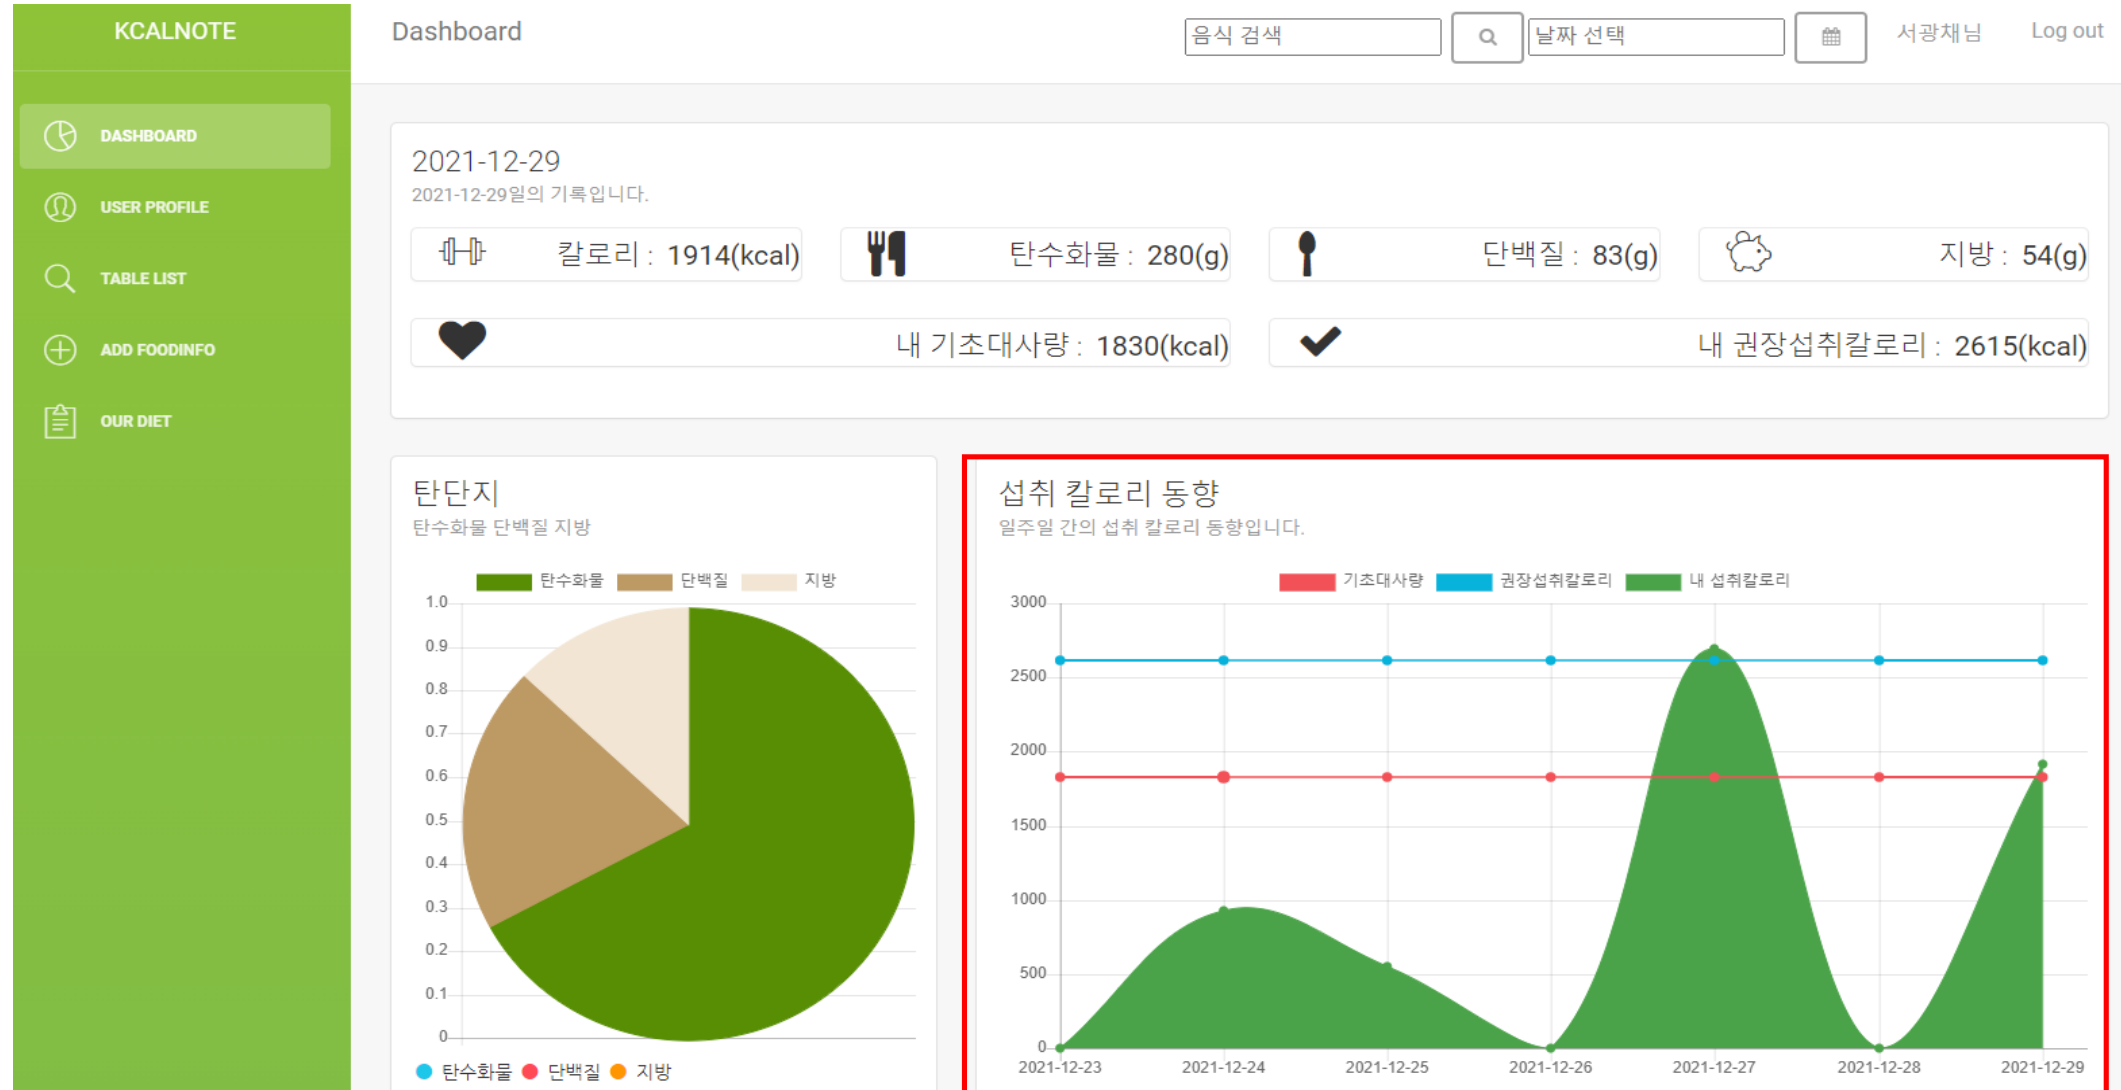 KCALNOTE
Dashboard
음식 검색
날짜 선택
서광채님
Log out
DASHBOARD
USER PROFILE
TABLE LIST
ADD FOODINFO
OUR DIET
2021-12-29
2021-12-29일의 기록입니다.
칼로리 : 1914(kcal)
탄수화물 : 280(g)
단백질 : 83(g)
지방 : 54(g)
내 기초대사량 : 1830(kcal)
내 권장섭취칼로리 : 2615(kcal)
탄단지
탄수화물 단백질 지방
탄수화물 단백질 지방
1.0
0.9
0.8
0.7
0.6
0.5
0.4
0.3
0.2
0.1
0
탄수화물 단백질 지방
섭취 칼로리 동향
일주일 간의 섭취 칼로리 동향입니다.
기초대사량 권장섭취칼로리 내 섭취칼로리
3000
2500
2000
1500
1000
500
0
2021-12-23 2021-12-24 2021-12-25 2021-12-26 2021-12-27 2021-12-28 2021-12-29